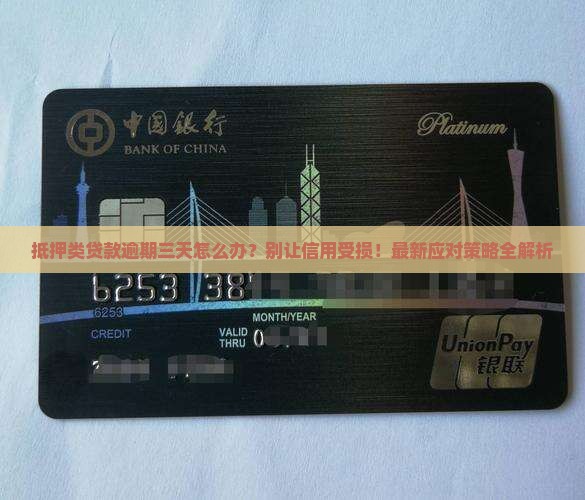 中国银行
BANK OF CHINA
Platinum
抵押类贷款逾期三天怎么办？别让信用受损！最新应对策略全解析
6253 38
6253
MONTH/YEAR
CREDIT
VALID
THRU 0
UnionPay
银联